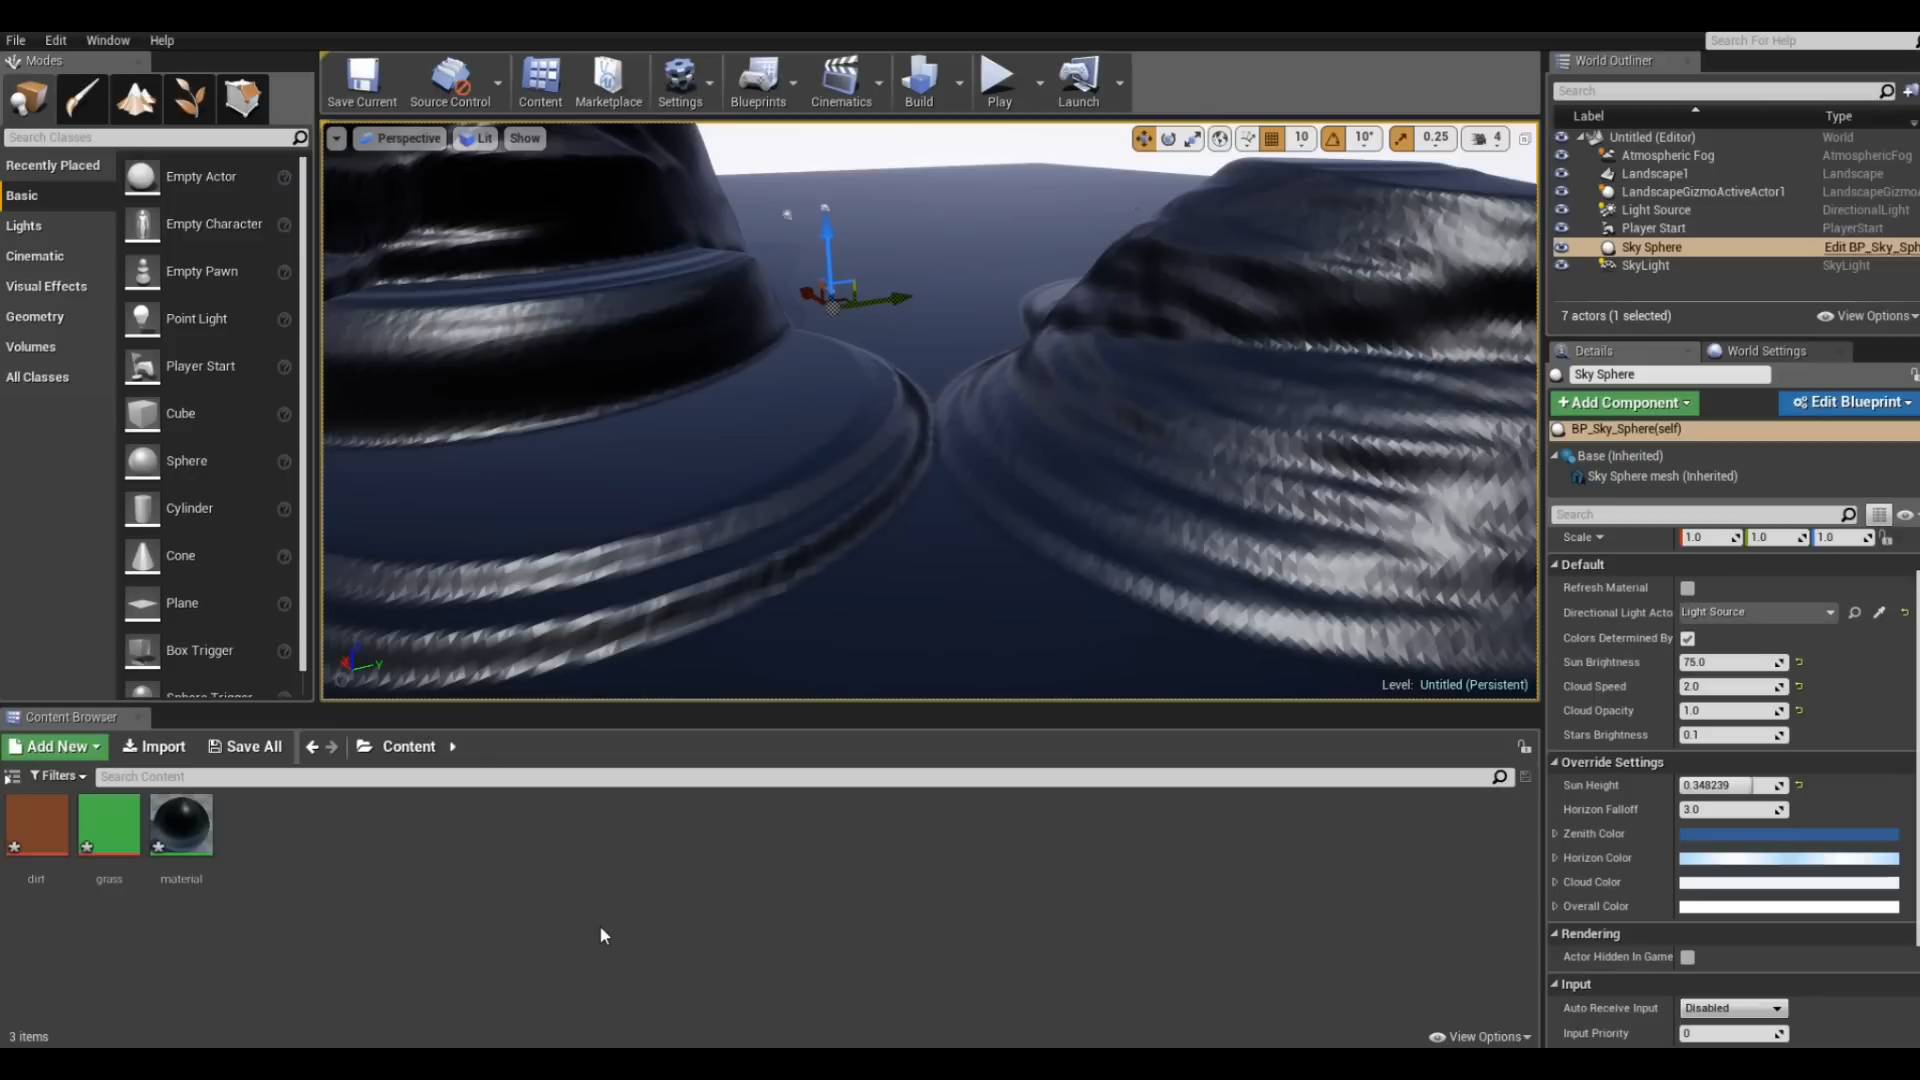 File Edit Window Help
Search For Help
Modes
Save Current Source Control Content Marketplace Settings Blueprints Cinematics Build Play Launch
Search Classes
Recently Placed
Basic
Lights
Cinematic
Visual Effects
Geometry
Volumes
All Classes
Empty Actor
Empty Character
Empty Pawn
Point Light
Player Start
Cube
Sphere
Cylinder
Cone
Plane
Box Trigger
Sphere Trigger
Perspective Lit Show
10 10° 0.25 4
X Y
Level: Untitled (Persistent)
World Outliner
Search
Label Type
Untitled (Editor) World
Atmospheric Fog AtmosphericFog
Landscape1 Landscape
LandscapeGizmoActiveActor1 LandscapeGizmoA
Light Source DirectionalLight
Player Start PlayerStart
Sky Sphere Edit BP_Sky_Sph
SkyLight SkyLight
7 actors (1 selected) View Options
Details World Settings
Sky Sphere
+Add Component Edit Blueprint
BP_Sky_Sphere(self)
Base (Inherited)
Sky Sphere mesh (Inherited)
Search
Scale 1.0 1.0 1.0
Default
Refresh Material
Directional Light Acto Light Source
Colors Determined By
Sun Brightness 75.0
Cloud Speed 2.0
Cloud Opacity 1.0
Stars Brightness 0.1
Override Settings
Sun Height 0.348239
Horizon Falloff 3.0
Zenith Color
Horizon Color
Cloud Color
Overall Color
Rendering
Actor Hidden In Game
Input
Auto Receive Input Disabled
Input Priority 0
Content Browser
Add New Import Save All Content
Filters Search Content
dirt grass material
3 items View Options